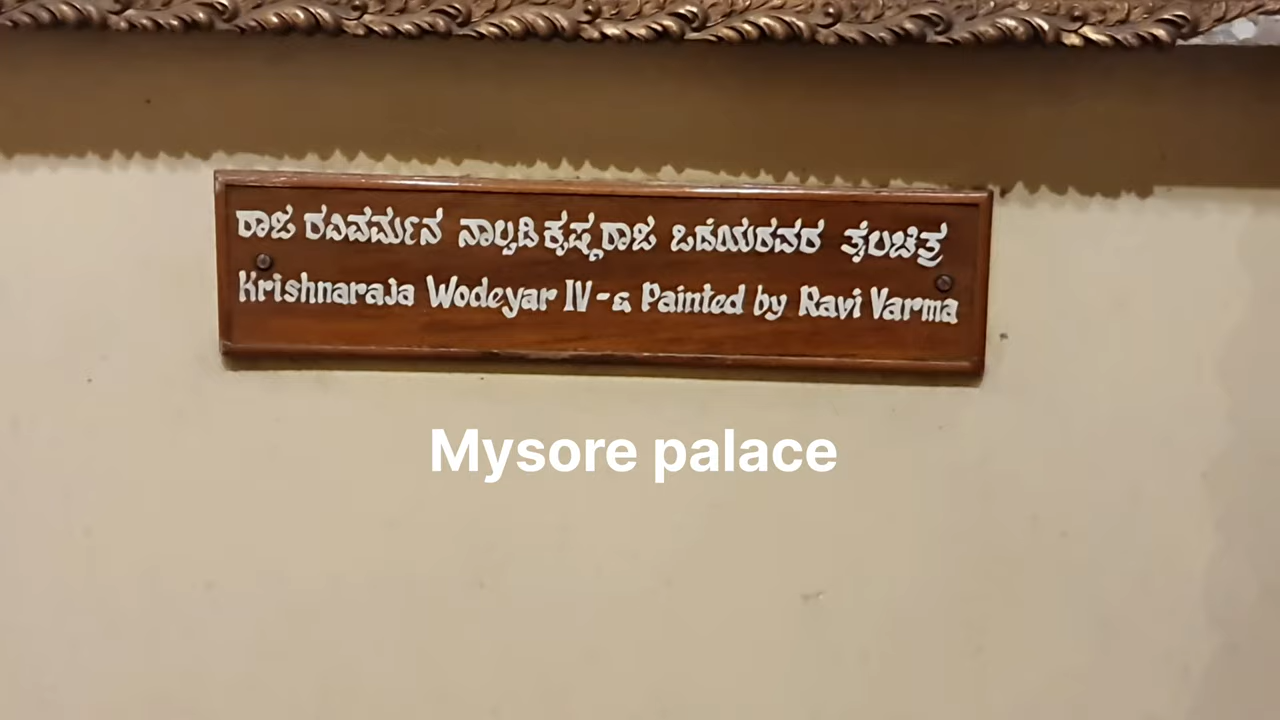 ರಾಜ ರವಿವರ್ಮನ ನಾಲ್ವಡಿ ಕೃಷ್ಣರಾಜ ಒಡೆಯರವರ ತೈಲಚಿತ್ರ
Krishnaraja Wodeyar IV - & Painted by Ravi Varma
Mysore palace